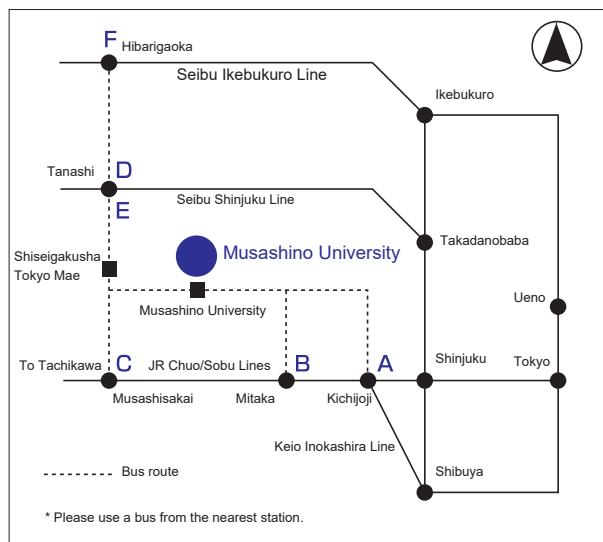 F
Hibarigaoka
Seibu Ikebukuro Line
Ikebukuro
D
Tanashi
Seibu Shinjuku Line
E
Takadanobaba
Musashino University
Shiseigakusha
Tokyo Mae
Musashino University
Ueno
To Tachikawa
C
JR Chuo/Sobu Lines
B
A
Shinjuku
Tokyo
Musashisakai
Mitaka
Kichijoji
Keio Inokashira Line
Shibuya
Bus route
* Please use a bus from the nearest station.